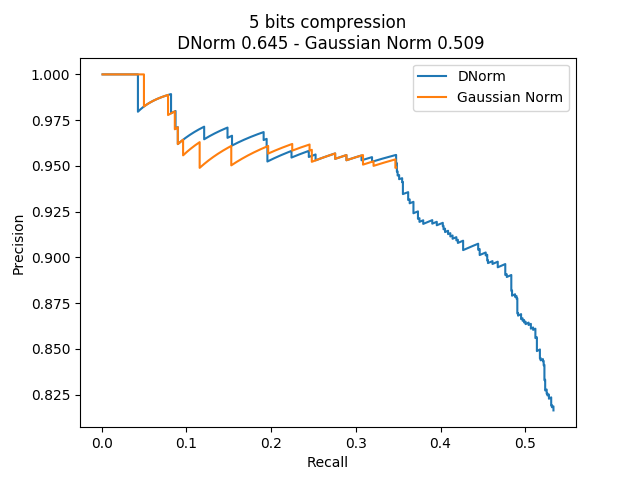 5 bits compression
DNorm 0.645 - Gaussian Norm 0.509
DNorm
Gaussian Norm
Precision
1.000
0.975
0.950
0.925
0.900
0.875
0.850
0.825
0.0 0.1 0.2 0.3 0.4 0.5
Recall